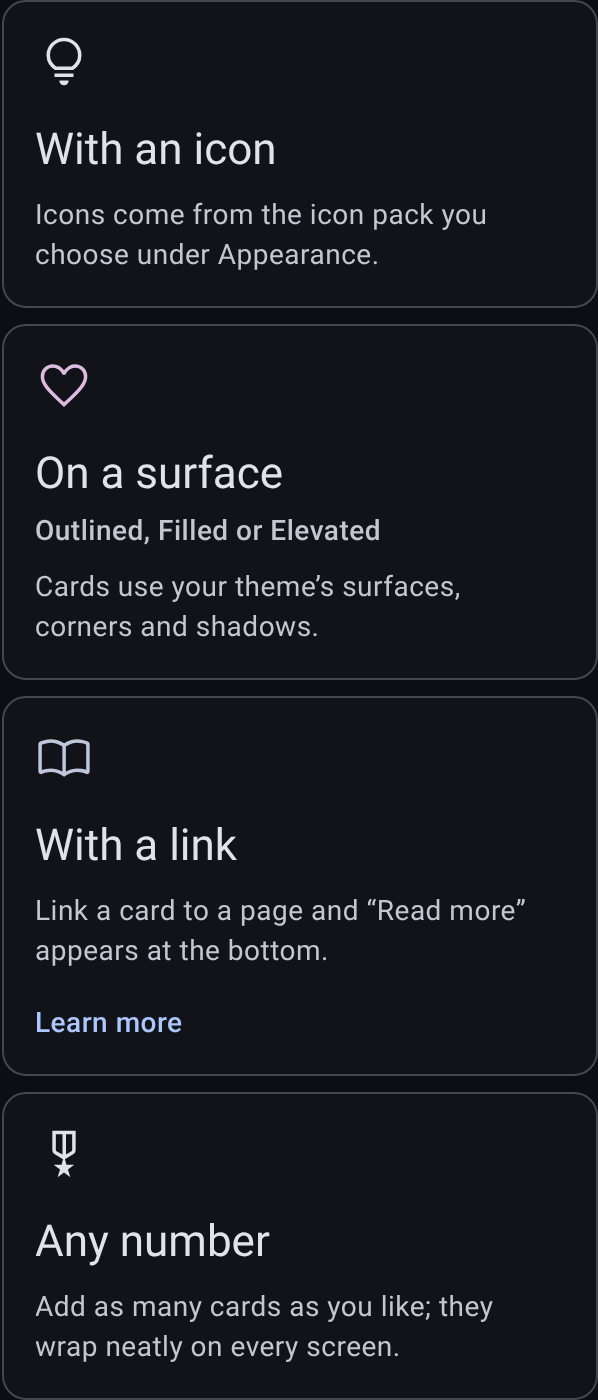 With an icon
Icons come from the icon pack you
choose under Appearance.
On a surface
Outlined, Filled or Elevated
Cards use your theme’s surfaces,
corners and shadows.
With a link
Link a card to a page and “Read more”
appears at the bottom.
Learn more
Any number
Add as many cards as you like; they
wrap neatly on every screen.